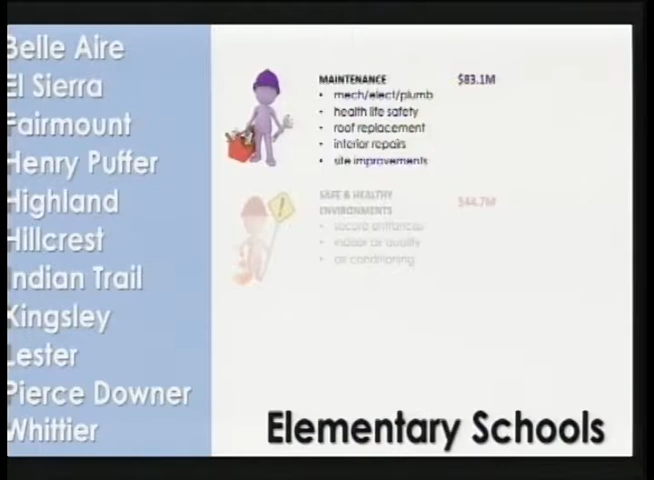 Belle Aire
El Sierra
Fairmount
Henry Puffer
Highland
Hillcrest
Indian Trail
Kingsley
Lester
Pierce Downer
Whittier
MAINTENANCE $83.1M
• mech/elect/plumb
• health life safety
• roof replacement
• interior repairs
• site improvements
SAFE & HEALTHY
ENVIRONMENTS $44.7M
• secure entrances
• indoor air quality
• air conditioning
Elementary Schools